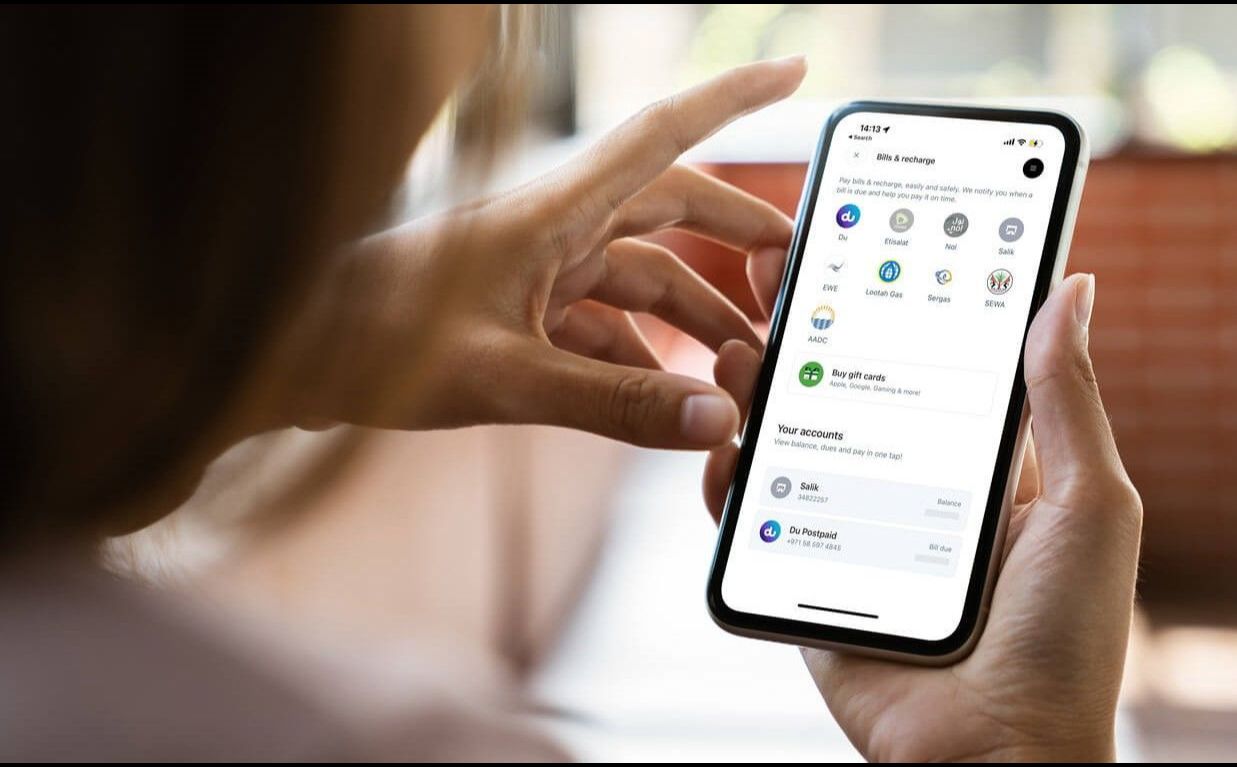 14:13
Search
Bills & recharge
Pay bills & recharge, easily and safely. We notify you when a
bill is due and help you pay it on time.
du
نول
nol
Du
Etisalat
Nol
Salik
EWE
Lootah Gas
Sergas
SEWA
AADC
Buy gift cards
Apple, Google, Gaming & more!
Your accounts
View balance, dues and pay in one tap!
Salik
34822257
Balance
du
Du Postpaid
+971 58 597 4845
Bill due